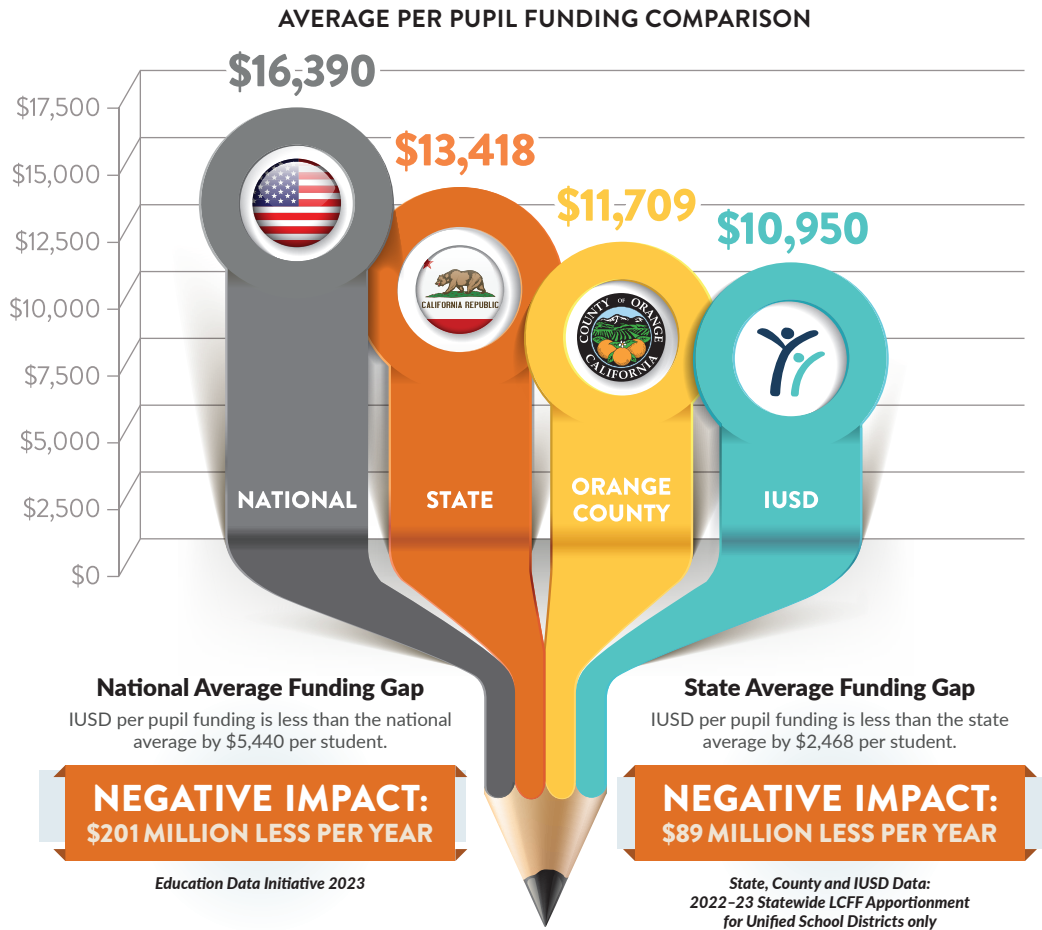 AVERAGE PER PUPIL FUNDING COMPARISON
$16,390
$17,500
$13,418
$15,000
$11,709
$10,950
$12,500
$10,000
CALIFORNIA REPUBLIC
COUNTY OF ORANGE
CALIFORNIA
$7,500
$5,000
NATIONAL
STATE
ORANGE
COUNTY
IUSD
$2,500
$0
National Average Funding Gap
IUSD per pupil funding is less than the national
average by $5,440 per student.
NEGATIVE IMPACT:
$201 MILLION LESS PER YEAR
Education Data Initiative 2023
State Average Funding Gap
IUSD per pupil funding is less than the state
average by $2,468 per student.
NEGATIVE IMPACT:
$89 MILLION LESS PER YEAR
State, County and IUSD Data:
2022–23 Statewide LCFF Apportionment
for Unified School Districts only